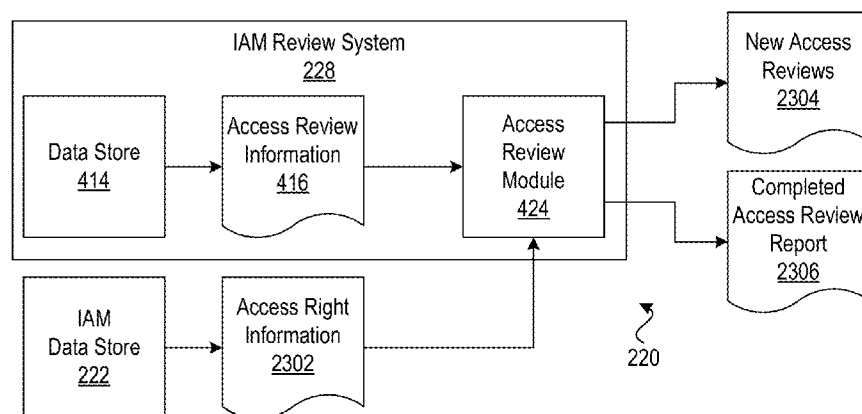 IAM Review System
228
Data Store
414
Access Review
Information
416
Access
Review
Module
424
New Access
Reviews
2304
Completed
Access Review
Report
2306
IAM
Data Store
222
Access Right
Information
2302
220